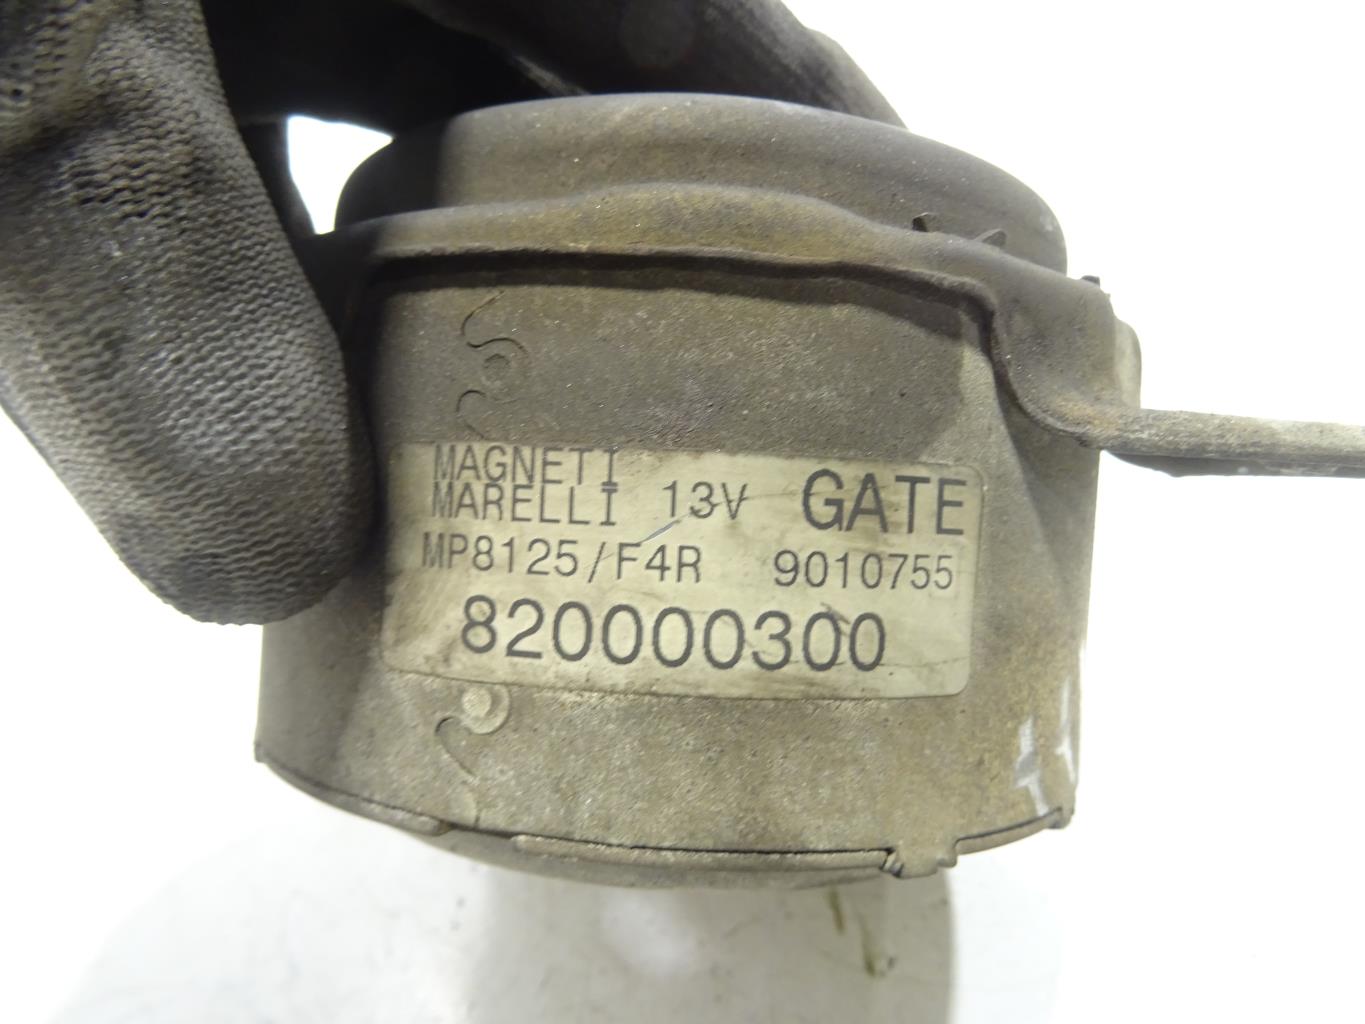 MAGNETI
MARELLI 13V GATE
MP8125/F4R 9010755
820000300